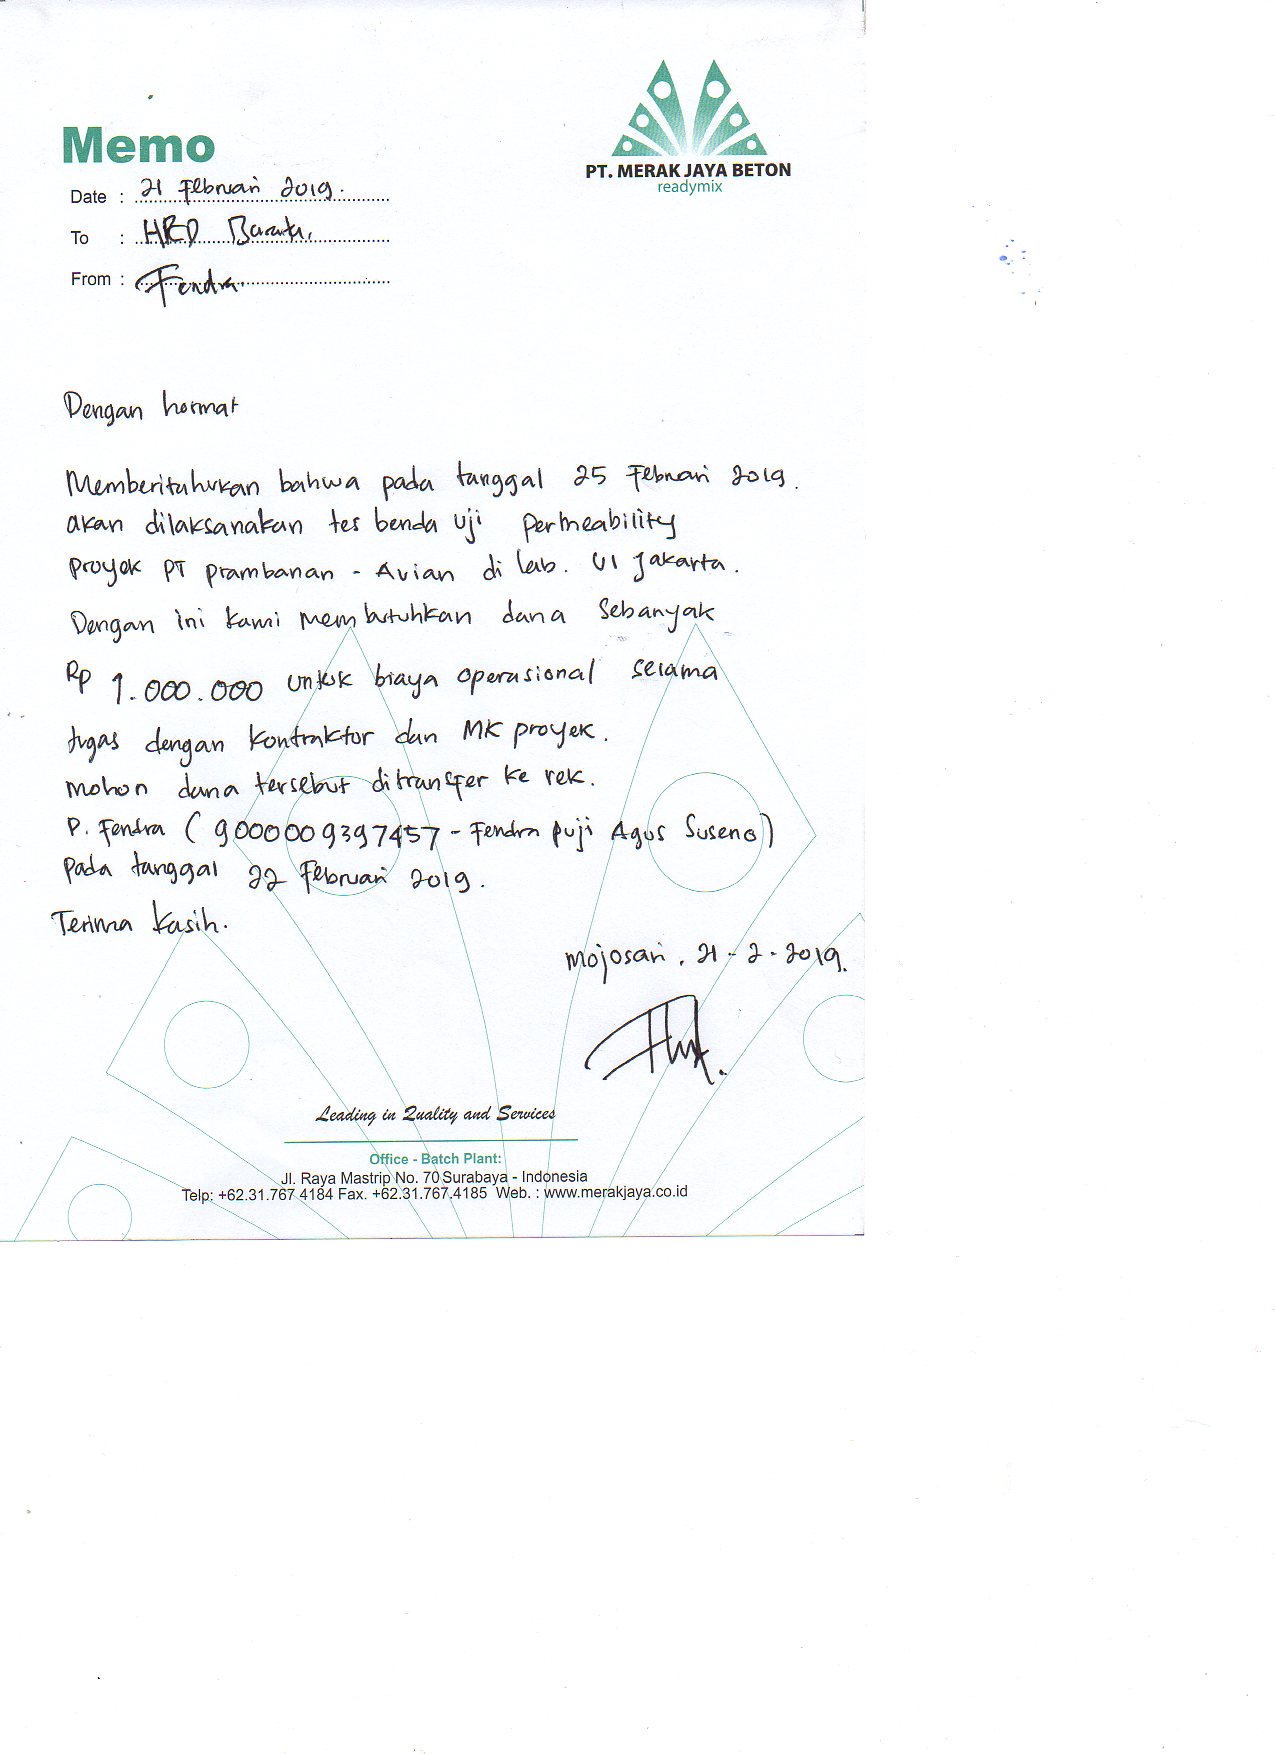 Memo
PT. MERAK JAYA BETON
readymix
Date : 21 Februari 2019.
To : HRD Barata.
From : Fendra.
Dengan hormat
Memberituhukan bahwa pada tanggal 25 Februari 2019.
akan dilaksanakan tes benda uji permeability
proyek PT prambanan - Avian di lab. UI Jakarta.
Dengan ini kami membutuhkan dana sebanyak
Rp 1.000.000 untuk biaya operasional selama
tugas dengan kontraktor dan MK proyek.
mohon dana tersebut ditransfer ke rek.
P. Fendra ( 9000009397457 - Fendra puji Agus Suseno)
Pada tanggal 22 Februari 2019.
Terima kasih.
Mojosari, 21 - 2 - 2019.
Leading in Quality and Services
Office - Batch Plant:
Jl. Raya Mastrip No. 70 Surabaya - Indonesia
Telp: +62.31.767 4184 Fax. +62.31.767.4185 Web. : www.merakjaya.co.id